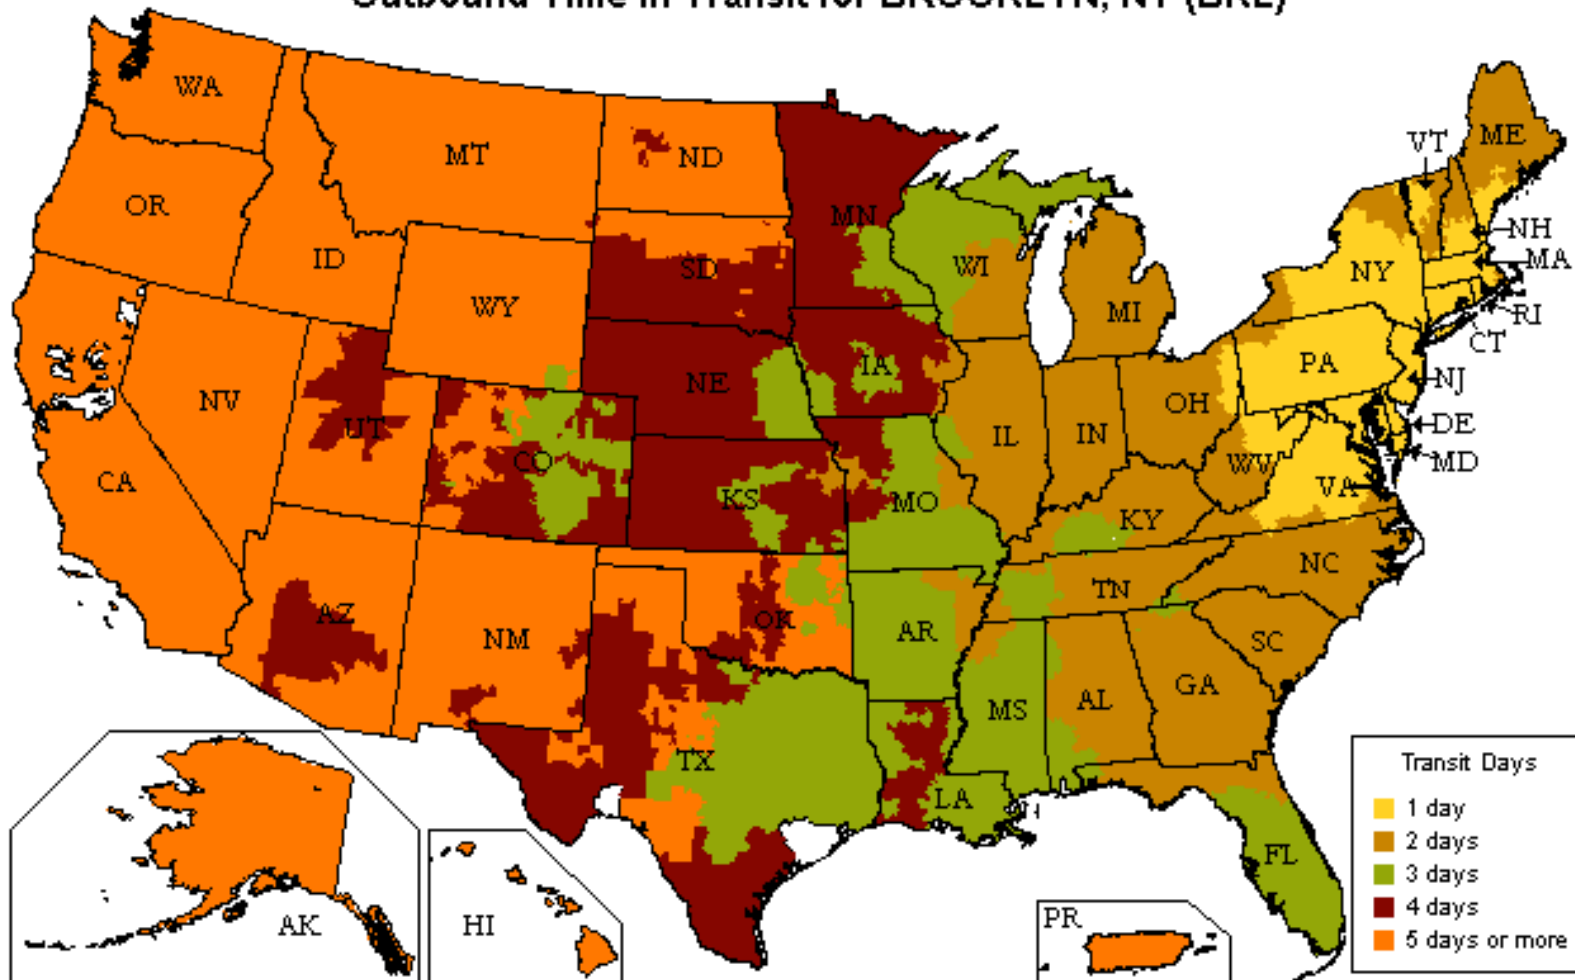 Outbound Time in Transit for BROOKLYN, NY (BRL)
WA
MT
ND
MN
VT
ME
OR
ID
SD
WI
NH
MA
WY
MI
NY
RI
CT
NV
UT
NE
IA
PA
NJ
CA
CO
KS
MO
IL
IN
OH
WV
VA
DE
MD
KY
AZ
NM
OK
AR
TN
NC
SC
TX
LA
MS
AL
GA
FL
AK
HI
PR
Transit Days
1 day
2 days
3 days
4 days
5 days or more